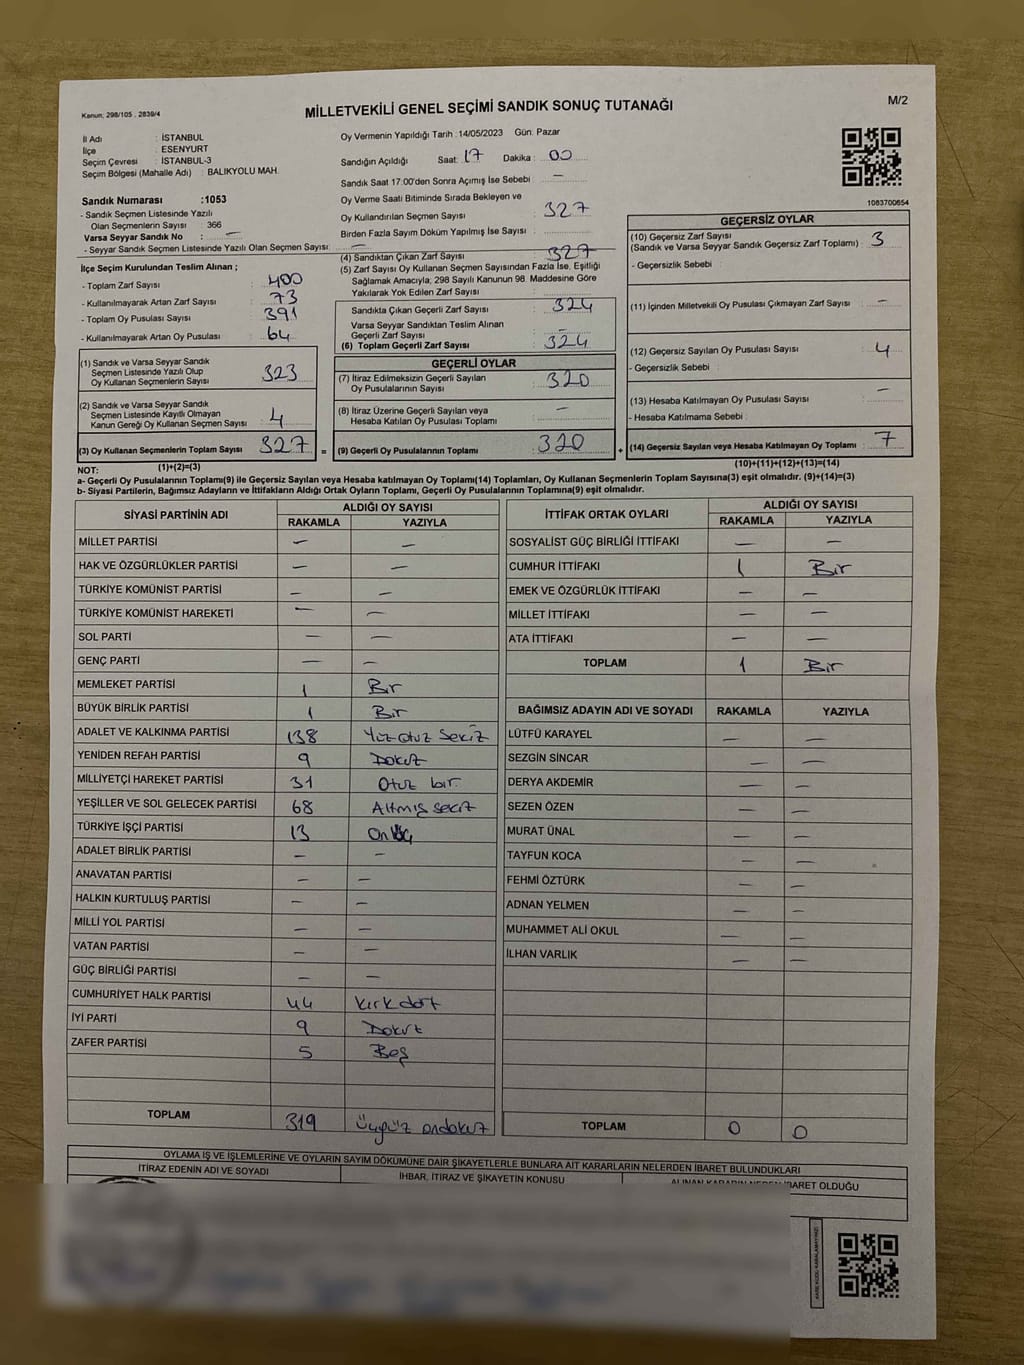 MİLLETVEKİLİ GENEL SEÇİMİ SANDIK SONUÇ TUTANAĞI
M/2
Kanun; 298/105 . 2839/4
İl Adı : İSTANBUL
İlçe : ESENYURT
Seçim Çevresi : İSTANBUL-3
Seçim Bölgesi (Mahalle Adı) : BALIKYOLU MAH.
Sandık Numarası :1053
- Sandık Seçmen Listesinde Yazılı
Olan Seçmenlerin Sayısı : 366
Varsa Seyyar Sandık No : —
- Seyyar Sandık Seçmen Listesinde Yazılı Olan Seçmen Sayısı: —
İlçe Seçim Kurulundan Teslim Alınan ;
- Toplam Zarf Sayısı : 400
- Kullanılmayarak Artan Zarf Sayısı : 73
- Toplam Oy Pusulası Sayısı : 391
- Kullanılmayarak Artan Oy Pusulası : 64
(1) Sandık ve Varsa Seyyar Sandık
Seçmen Listesinde Yazılı Olup
Oy Kullanan Seçmenlerin Sayısı : 323
(2) Sandık ve Varsa Seyyar Sandık
Seçmen Listesinde Kayıtlı Olmayan
Kanun Gereği Oy Kullanan Seçmen Sayısı : 4
(3) Oy Kullanan Seçmenlerin Toplam Sayısı : 327
(1)+(2)=(3)
Oy Vermenin Yapıldığı Tarih :14/05/2023 Gün: Pazar
Sandığın Açıldığı Saat: 17 Dakika : 00
Sandık Saat 17:00'den Sonra Açımış İse Sebebi : —
Oy Verme Saati Bitiminde Sırada Bekleyen ve
Oy Kullandırılan Seçmen Sayısı : 327
Birden Fazla Sayım Döküm Yapılmış İse Sayısı :
(4) Sandıktan Çıkan Zarf Sayısı : 327
(5) Zarf Sayısı Oy Kullanan Seçmen Sayısından Fazla İse, Eşitliği
Sağlamak Amacıyla; 298 Sayılı Kanunun 98. Maddesine Göre
Yakılarak Yok Edilen Zarf Sayısı :
Sandıkta Çıkan Geçerli Zarf Sayısı : 324
Varsa Seyyar Sandıktan Teslim Alınan
Geçerli Zarf Sayısı : —
(6) Toplam Geçerli Zarf Sayısı : 324
GEÇERLİ OYLAR
(7) İtiraz Edilmeksizin Geçerli Sayılan
Oy Pusulalarının Sayısı : 320
(8) İtiraz Üzerine Geçerli Sayılan veya
Hesaba Katılan Oy Pusulası Toplamı : —
= (9) Geçerli Oy Pusulalarının Toplamı : 320 +
1083700654
GEÇERSİZ OYLAR
(10) Geçersiz Zarf Sayısı
(Sandık ve Varsa Seyyar Sandık Geçersiz Zarf Toplamı) : 3
- Geçersizlik Sebebi :
(11) İçinden Milletvekili Oy Pusulası Çıkmayan Zarf Sayısı : —
(12) Geçersiz Sayılan Oy Pusulası Sayısı : 4
- Geçersizlik Sebebi :
(13) Hesaba Katılmayan Oy Pusulası Sayısı : —
- Hesaba Katılmama Sebebi :
(14) Geçersiz Sayılan veya Hesaba Katılmayan Oy Toplamı : 7
(10)+(11)+(12)+(13)=(14)
NOT:
a- Geçerli Oy Pusulalarının Toplamı(9) ile Geçersiz Sayılan veya Hesaba katılmayan Oy Toplamı(14) Toplamları, Oy Kullanan Seçmenlerin Toplam Sayısına(3) eşit olmalıdır. (9)+(14)=(3)
b- Siyasi Partilerin, Bağımsız Adayların ve İttifakların Aldığı Ortak Oyların Toplamı, Geçerli Oy Pusulalarının Toplamına(9) eşit olmalıdır.
SİYASİ PARTİNİN ADI ALDIĞI OY SAYISI
RAKAMLA YAZIYLA
MİLLET PARTİSİ — —
HAK VE ÖZGÜRLÜKLER PARTİSİ — —
TÜRKİYE KOMÜNİST PARTİSİ — —
TÜRKİYE KOMÜNİST HAREKETİ — —
SOL PARTİ — —
GENÇ PARTİ — —
MEMLEKET PARTİSİ 1 Bir
BÜYÜK BİRLİK PARTİSİ 1 Bir
ADALET VE KALKINMA PARTİSİ 138 Yüz otuz Sekiz
YENİDEN REFAH PARTİSİ 9 Dokuz
MİLLİYETÇİ HAREKET PARTİSİ 31 Otuz bir
YEŞİLLER VE SOL GELECEK PARTİSİ 68 Altmış sekiz
TÜRKİYE İŞÇİ PARTİSİ 13 On üç
ADALET BİRLİK PARTİSİ — —
ANAVATAN PARTİSİ — —
HALKIN KURTULUŞ PARTİSİ — —
MİLLİ YOL PARTİSİ — —
VATAN PARTİSİ — —
GÜÇ BİRLİĞİ PARTİSİ — —
CUMHURİYET HALK PARTİSİ 44 kırk dört
İYİ PARTİ 9 Dokuz
ZAFER PARTİSİ 5 Beş
TOPLAM 319 Üçyüz ondokuz
İTTİFAK ORTAK OYLARI ALDIĞI OY SAYISI
RAKAMLA YAZIYLA
SOSYALİST GÜÇ BİRLİĞİ İTTİFAKI — —
CUMHUR İTTİFAKI 1 Bir
EMEK VE ÖZGÜRLÜK İTTİFAKI — —
MİLLET İTTİFAKI — —
ATA İTTİFAKI — —
TOPLAM 1 Bir
BAĞIMSIZ ADAYIN ADI VE SOYADI RAKAMLA YAZIYLA
LÜTFÜ KARAYEL — —
SEZGİN SİNCAR — —
DERYA AKDEMİR — —
SEZEN ÖZEN — —
MURAT ÜNAL — —
TAYFUN KOCA — —
FEHMİ ÖZTÜRK — —
ADNAN YELMEN — —
MUHAMMET ALİ OKUL — —
İLHAN VARLIK — —
TOPLAM 0 0
OYLAMA İŞ VE İŞLEMLERİNE VE OYLARIN SAYIM DÖKÜMÜNE DAİR ŞİKAYETLERLE BUNLARA AİT KARARLARIN NELERDEN İBARET BULUNDUKLARI
İTİRAZ EDENİN ADI VE SOYADI İHBAR, İTİRAZ VE ŞİKAYETİN KONUSU ALINAN KARARIN NEDEN İBARET OLDUĞU